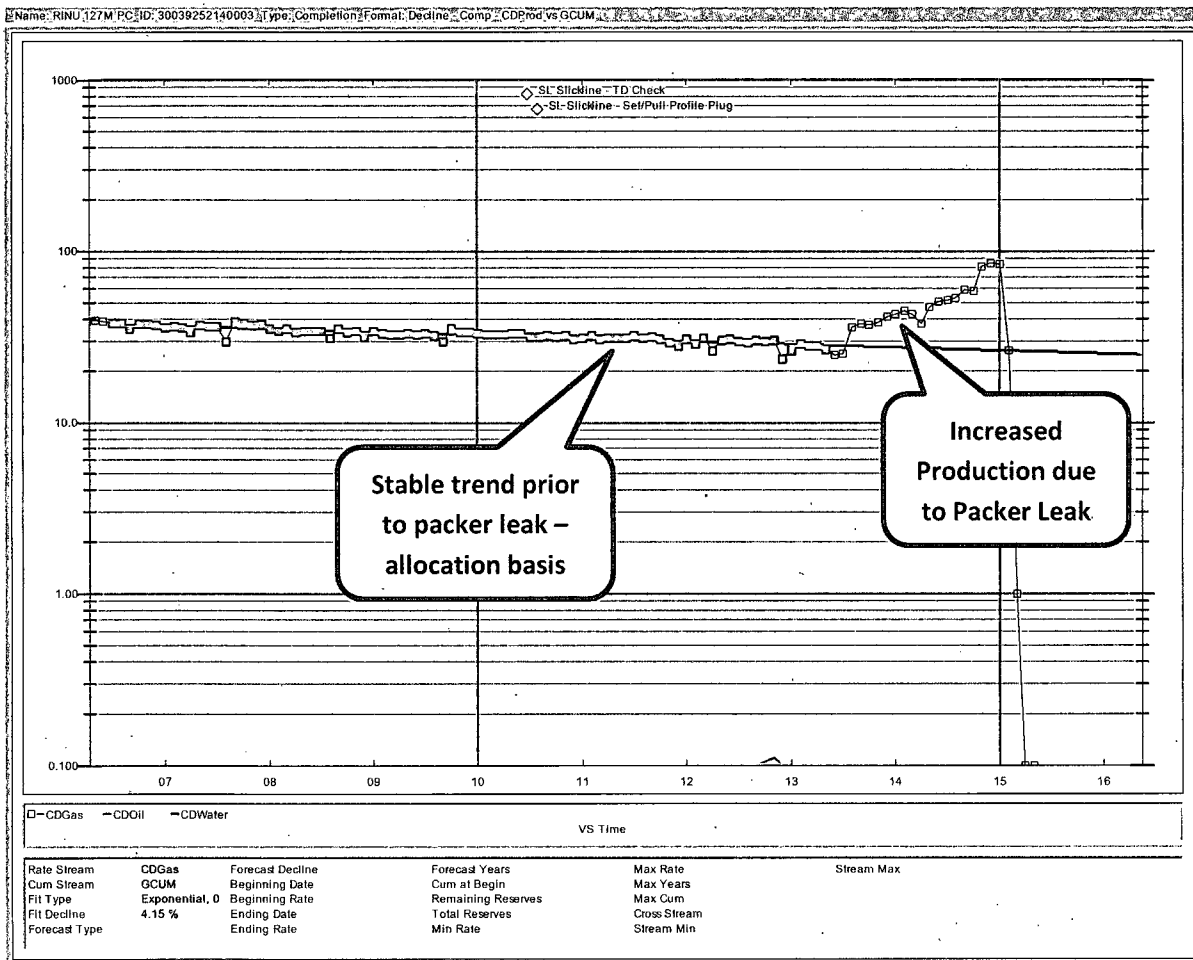 Name: RINU 127M PC_ID: 30039252140003 Type: Completion Format: Decline_Comp_CDProd vs GCUM
1000
SL Slickline - TD Check
SL Slickline - Set/Pull Profile Plug
100
10.0
1.00
0.100
Stable trend prior
to packer leak –
allocation basis
Increased
Production due
to Packer Leak
07 08 09 10 11 12 13 14 15 16
CDGas CDOil CDWater
VS Time
Rate Stream CDGas Forecast Decline Forecast Years Max Rate Stream Max
Cum Stream GCUM Beginning Date Cum at Begin Max Years
Fit Type Exponential, 0 Beginning Rate Remaining Reserves Max Cum
Fit Decline 4.15 % Ending Date Total Reserves Cross Stream
Forecast Type Ending Rate Min Rate Stream Min